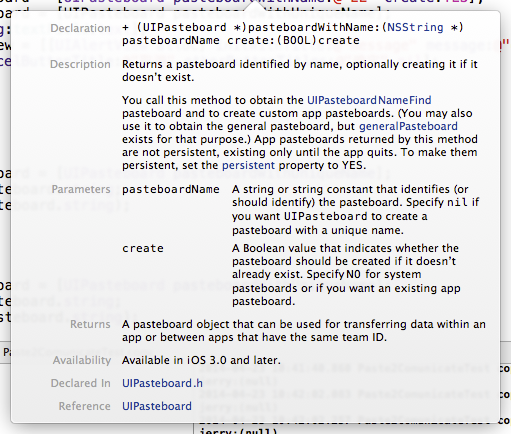 Declaration + (UIPasteboard *)pasteboardWithName:(NSString *)
pasteboardName create:(BOOL)create
Description Returns a pasteboard identified by name, optionally creating it if it
doesn't exist.
You call this method to obtain the UIPasteboardNameFind
pasteboard and to create custom app pasteboards. (You may also
use it to obtain the general pasteboard, but generalPasteboard
exists for that purpose.) App pasteboards returned by this method
are not persistent, existing only until the app quits. To make them
persistent, set the persistent property to YES.
Parameters pasteboardName A string or string constant that identifies (or
should identify) the pasteboard. Specify nil if
you want UIPasteboard to create a
pasteboard with a unique name.
create A Boolean value that indicates whether the
pasteboard should be created if it doesn't
already exist. Specify NO for system
pasteboards or if you want an existing app
pasteboard.
Returns A pasteboard object that can be used for transferring data within an
app or between apps that have the same team ID.
Availability Available in iOS 3.0 and later.
Declared In UIPasteboard.h
Reference UIPasteboard
jerry:(null)